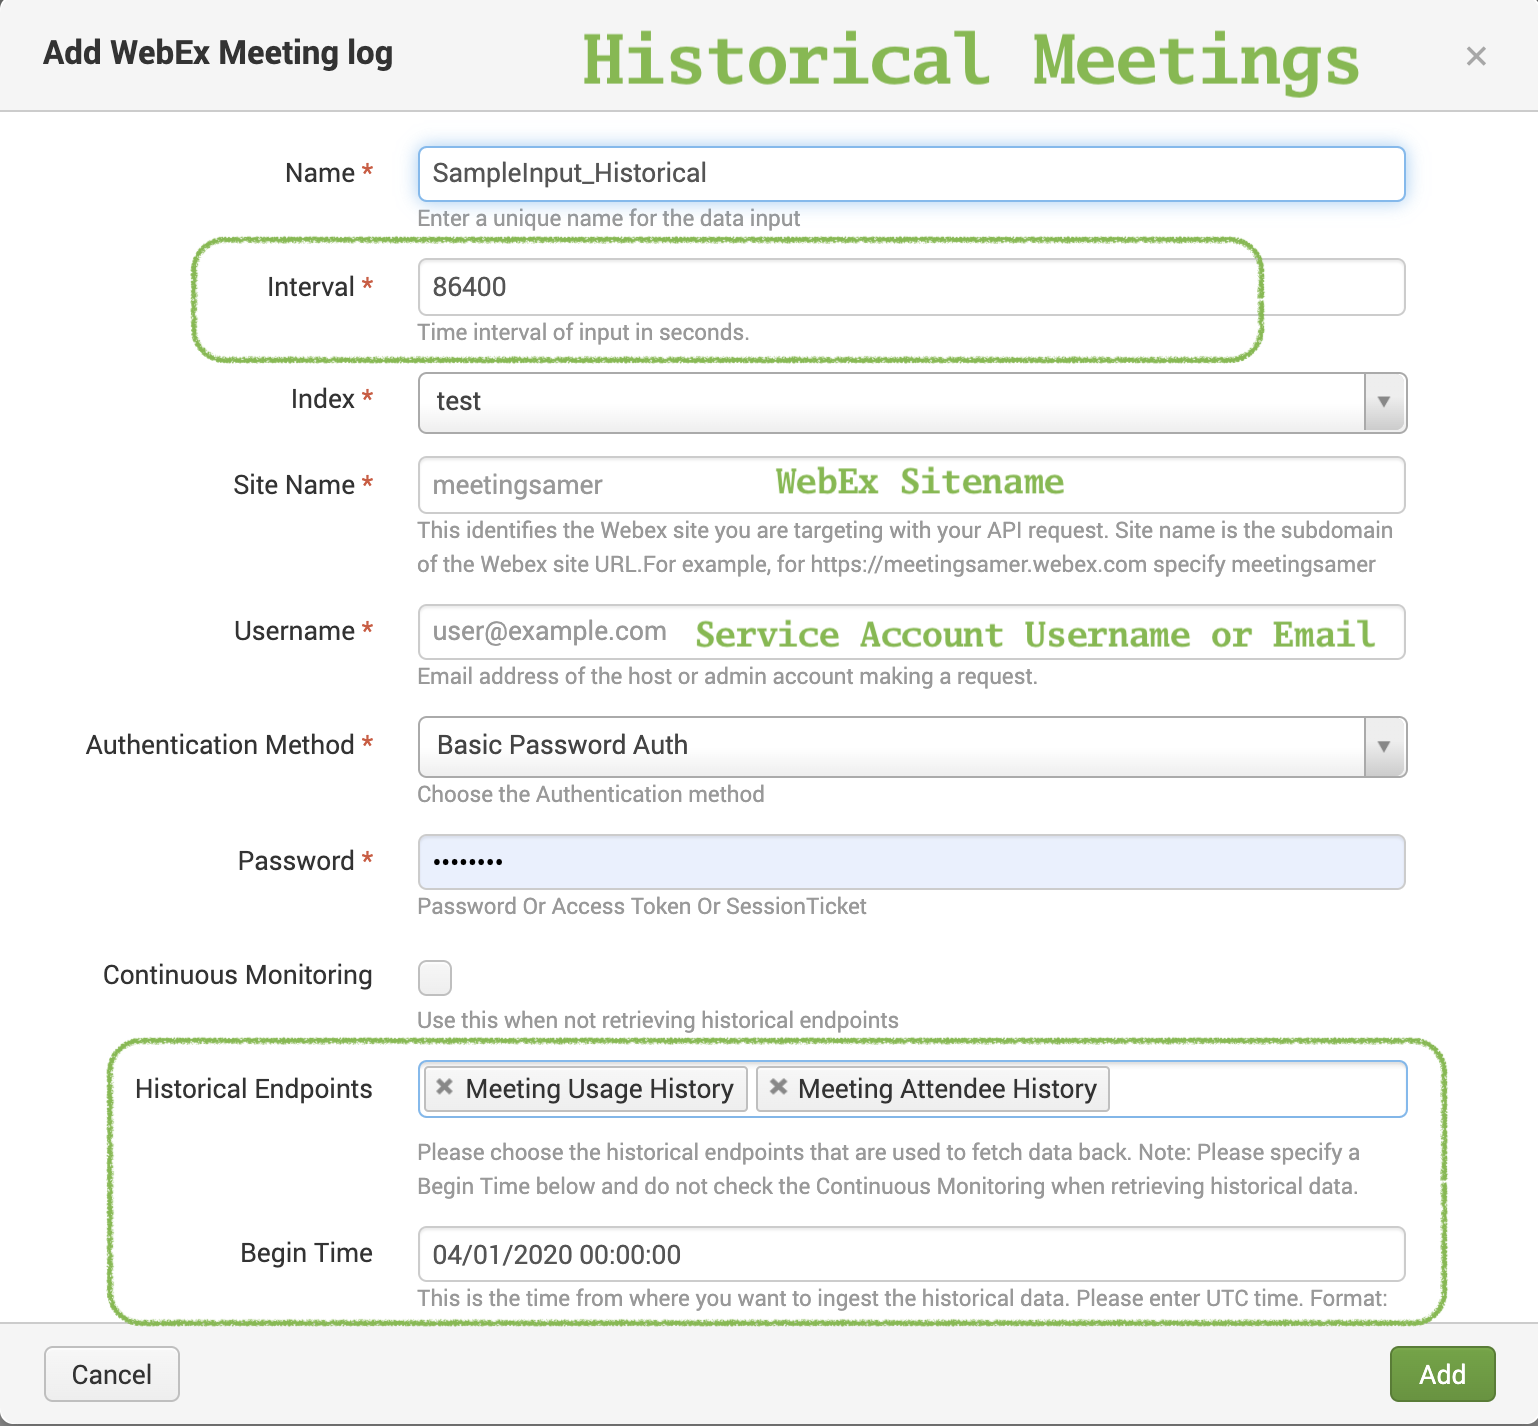 Add WebEx Meeting log
Historical Meetings
×
Name *
SampleInput_Historical
Enter a unique name for the data input
Interval *
86400
Time interval of input in seconds.
Index *
test
Site Name *
meetingsamer
WebEx Sitename
This identifies the Webex site you are targeting with your API request. Site name is the subdomain
of the Webex site URL.For example, for https://meetingsamer.webex.com specify meetingsamer
Username *
user@example.com
Service Account Username or Email
Email address of the host or admin account making a request.
Authentication Method *
Basic Password Auth
Choose the Authentication method
Password *
••••••••
Password Or Access Token Or SessionTicket
Continuous Monitoring
Use this when not retrieving historical endpoints
Historical Endpoints
× Meeting Usage History × Meeting Attendee History
Please choose the historical endpoints that are used to fetch data back. Note: Please specify a
Begin Time below and do not check the Continuous Monitoring when retrieving historical data.
Begin Time
04/01/2020 00:00:00
This is the time from where you want to ingest the historical data. Please enter UTC time. Format:
Cancel
Add